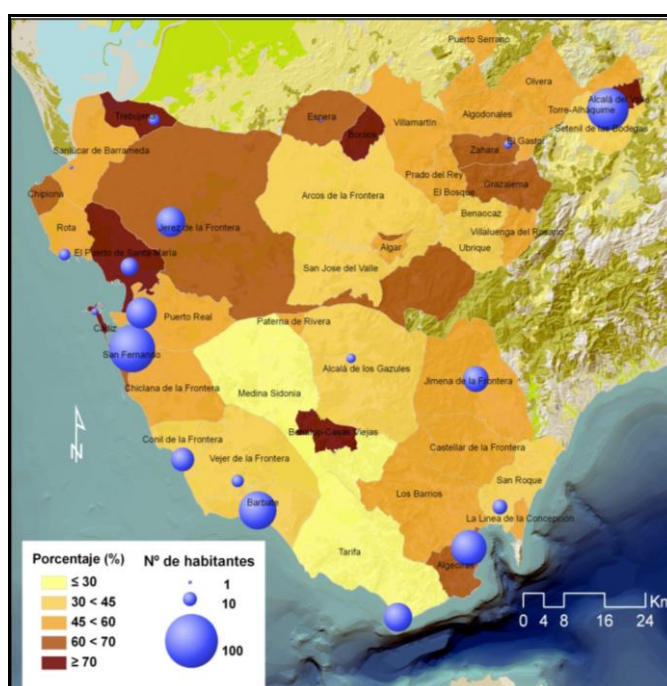 Puerto Serrano
Olvera
Alcalá del Valle
Torre-Alháquime
Setenil de las Bodegas
Algodonales
Villamartín
Espera
Bornos
Trebujena
Sanlúcar de Barrameda
El Gastor
Zahara
Prado del Rey
Grazalema
El Bosque
Chipiona
Arcos de la Frontera
Benaocaz
Rota
Jerez de la Frontera
Villaluenga del Rosario
El Puerto de Santa María
Algar
Ubrique
San Jose del Valle
Puerto Real
Paterna de Rivera
Cádiz
San Fernando
Alcalá de los Gazules
Jimena de la Frontera
Chiclana de la Frontera
Medina Sidonia
Benalup-Casas Viejas
Conil de la Frontera
Castellar de la Frontera
Vejer de la Frontera
San Roque
Los Barrios
Barbate
La Línea de la Concepción
Tarifa
Algeciras
N
Porcentaje (%)
≤ 30
30 < 45
45 < 60
60 < 70
≥ 70
Nº de habitantes
1
10
100
0 4 8 16 24